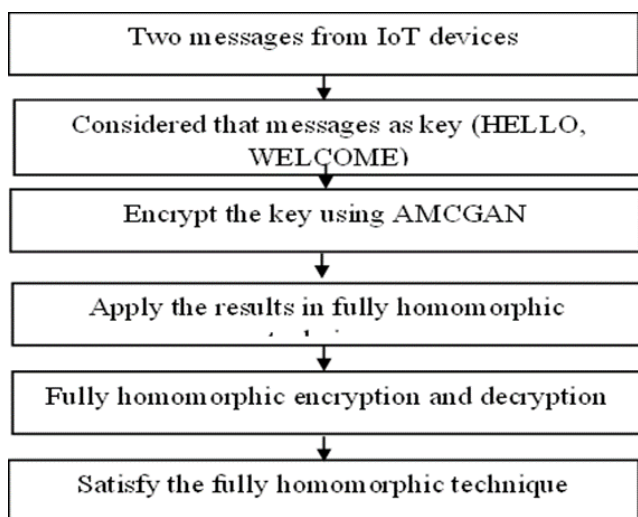 Two messages from IoT devices
Considered that messages as key (HELLO,
WELCOME)
Encrypt the key using AMCGAN
Apply the results in fully homomorphic
Fully homomorphic encryption and decryption
Satisfy the fully homomorphic technique